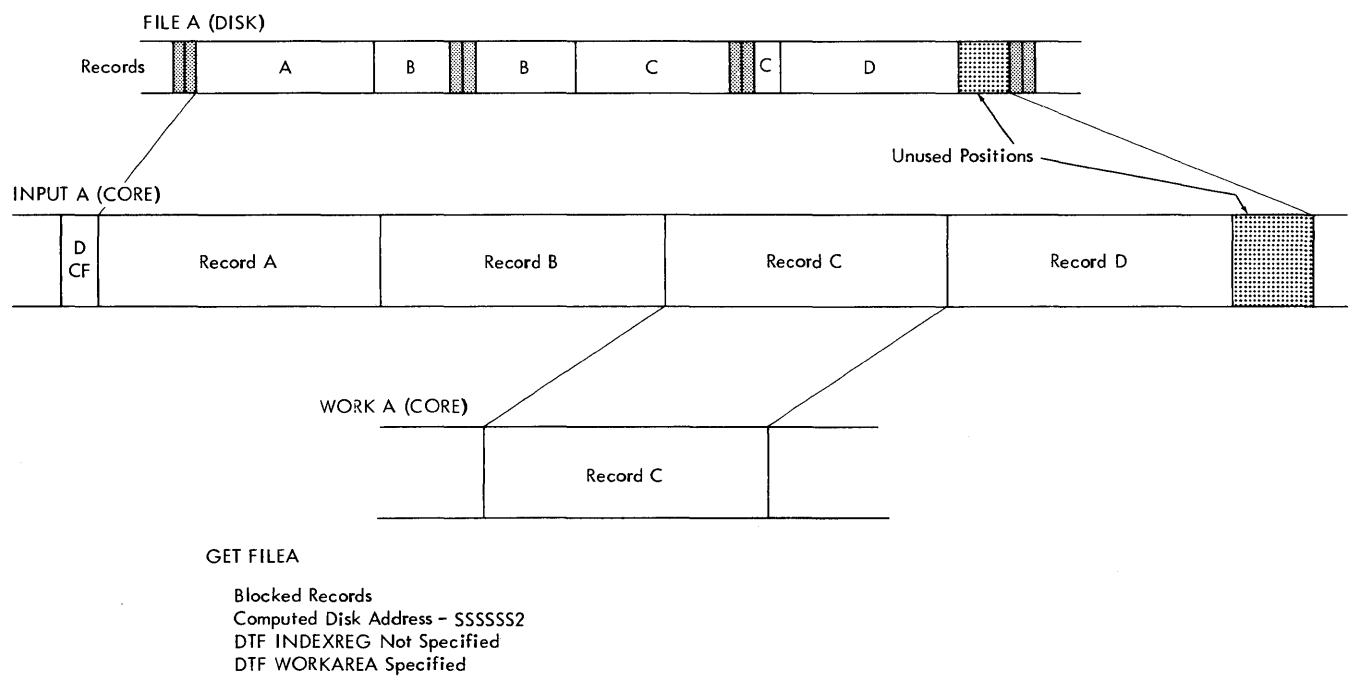 FILE A (DISK)
Records A B B C C D
Unused Positions
INPUT A (CORE)
D
CF Record A Record B Record C Record D
WORK A (CORE)
Record C
GET FILEA
Blocked Records
Computed Disk Address - SSSSSS2
DTF INDEXREG Not Specified
DTF WORKAREA Specified